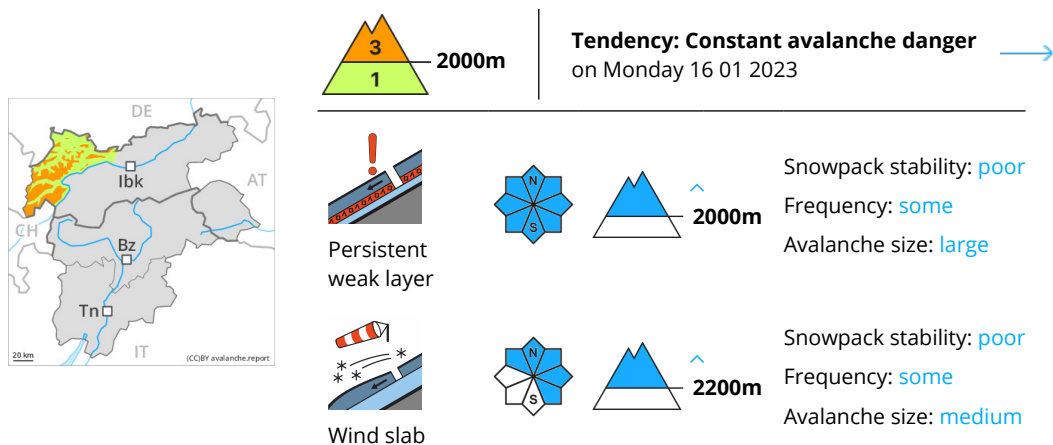 3
1
2000m
Tendency: Constant avalanche danger
on Monday 16 01 2023
DE
Ibk
AT
CH
Bz
Tn
IT
20 km
(CC)BY avalanche.report
Persistent
weak layer
N
S
2000m
Snowpack stability: poor
Frequency: some
Avalanche size: large
Wind slab
N
S
2200m
Snowpack stability: poor
Frequency: some
Avalanche size: medium